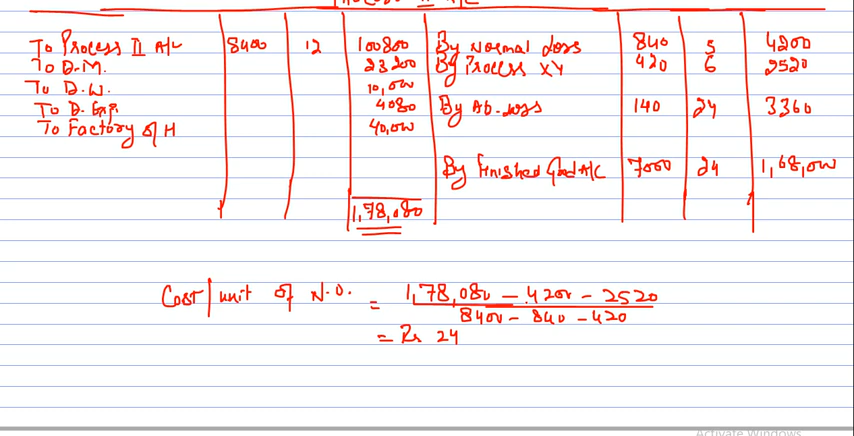 To Process II A/c 8400 12 100800 By Normal Loss 840 5 4200
To D.M. 23200 By Process XY 420 6 2520
To D.W. 10,000
To D. Exp. 4080 By Ab. Loss 140 24 3360
To Factory O/H 40,000
By Finished Good A/c 7000 24 1,68,000
1,78,080
Cost/unit of N.O. = 1,78,080 - 4200 - 2520
8400 - 840 - 420
= Rs 24
Activate Windows